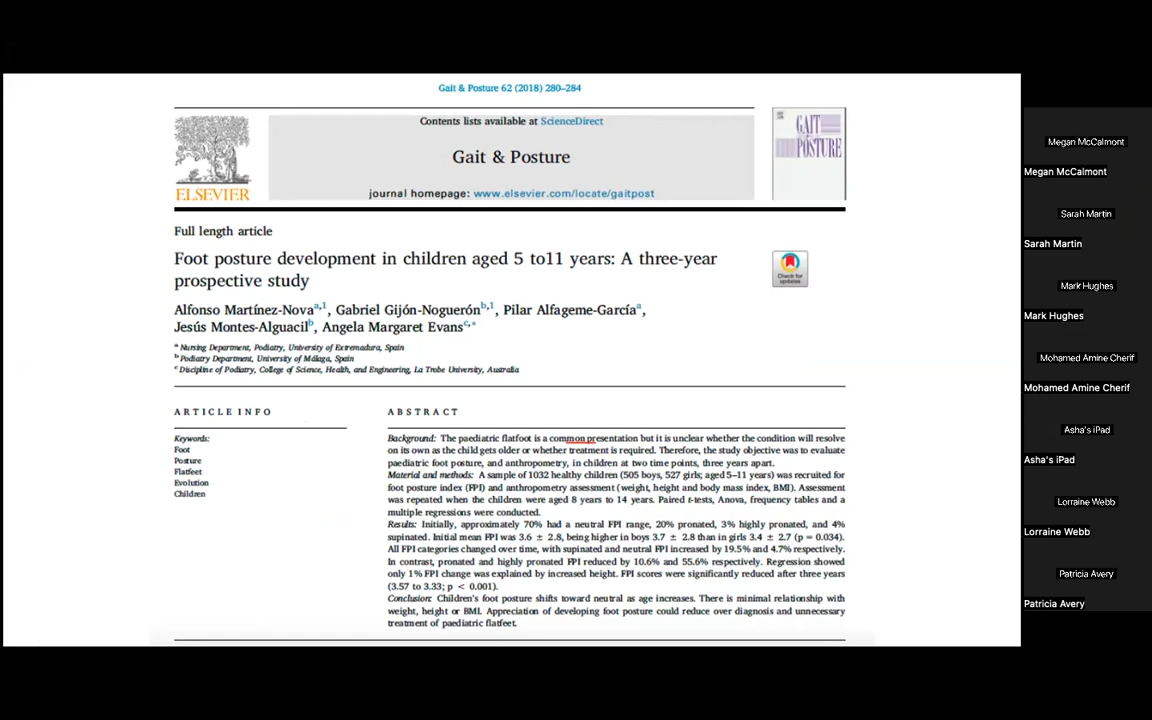 Gait & Posture 62 (2018) 280–284
Contents lists available at ScienceDirect
Gait & Posture
journal homepage: www.elsevier.com/locate/gaitpost
ELSEVIER
GAIT
POSTURE
Full length article
Foot posture development in children aged 5 to11 years: A three-year
prospective study
Check for
updates
Alfonso Martínez-Novaa,1, Gabriel Gijón-Noguerónb,1, Pilar Alfageme-Garcíaa,
Jesús Montes-Alguacilb, Angela Margaret Evansc,*
a Nursing Department, Podiatry, University of Extremadura, Spain
b Podiatry Department, University of Málaga, Spain
c Discipline of Podiatry, College of Science, Health, and Engineering, La Trobe University, Australia
ARTICLE INFO
Keywords:
Foot
Posture
Flatfeet
Evolution
Children
ABSTRACT
Background: The paediatric flatfoot is a common presentation but it is unclear whether the condition will resolve
on its own as the child gets older or whether treatment is required. Therefore, the study objective was to evaluate
paediatric foot posture, and anthropometry, in children at two time points, three years apart.
Material and methods: A sample of 1032 healthy children (505 boys, 527 girls; aged 5–11 years) was recruited for
foot posture index (FPI) and anthropometry assessment (weight, height and body mass index, BMI). Assessment
was repeated when the children were aged 8 years to 14 years. Paired t-tests, Anova, frequency tables and a
multiple regressions were conducted.
Results: Initially, approximately 70% had a neutral FPI range, 20% pronated, 3% highly pronated, and 4%
supinated. Initial mean FPI was 3.6 ± 2.8, being higher in boys 3.7 ± 2.8 than in girls 3.4 ± 2.7 (p = 0.034).
All FPI categories changed over time, with supinated and neutral FPI increased by 19.5% and 4.7% respectively.
In contrast, pronated and highly pronated FPI reduced by 10.6% and 55.6% respectively. Regression showed
only 1% FPI change was explained by increased height. FPI scores were significantly reduced after three years
(3.57 to 3.33; p < 0.001).
Conclusion: Children's foot posture shifts toward neutral as age increases. There is minimal relationship with
weight, height or BMI. Appreciation of developing foot posture could reduce over diagnosis and unnecessary
treatment of paediatric flatfeet.
Megan McCalmont
Megan McCalmont
Sarah Martin
Sarah Martin
Mark Hughes
Mark Hughes
Mohamed Amine Cherif
Mohamed Amine Cherif
Asha's iPad
Asha's iPad
Lorraine Webb
Lorraine Webb
Patricia Avery
Patricia Avery